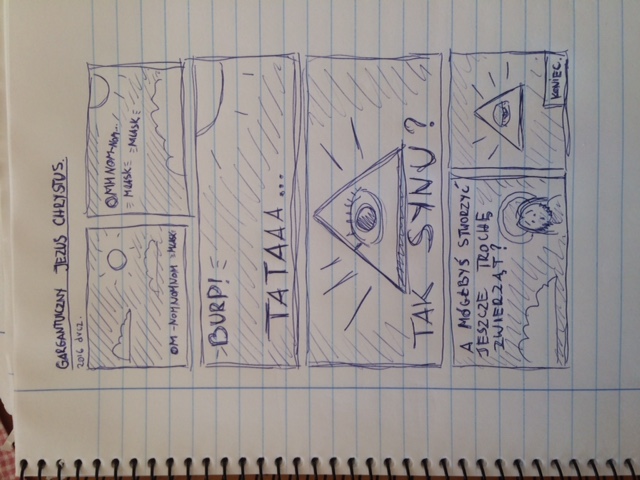 GARGANTUICZNY JEZUS CHRYSTUS.
2016 drcz.
OM-NOMNOMNOM MLASK
OMM NOM-NOM...
MLASK MLASK
BURP!
TATAAA...
TAK SYNU?
A MÓGŁBYŚ STWORZYĆ
JESZCZE TROCHĘ
ZWIERZĄT?
KONIEC.